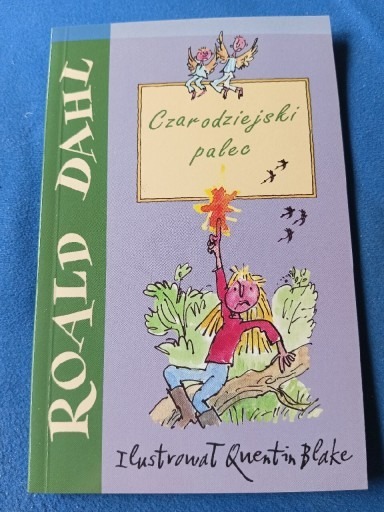 ROALD DAHL
Czarodziejski
palec
Ilustrował Quentin Blake